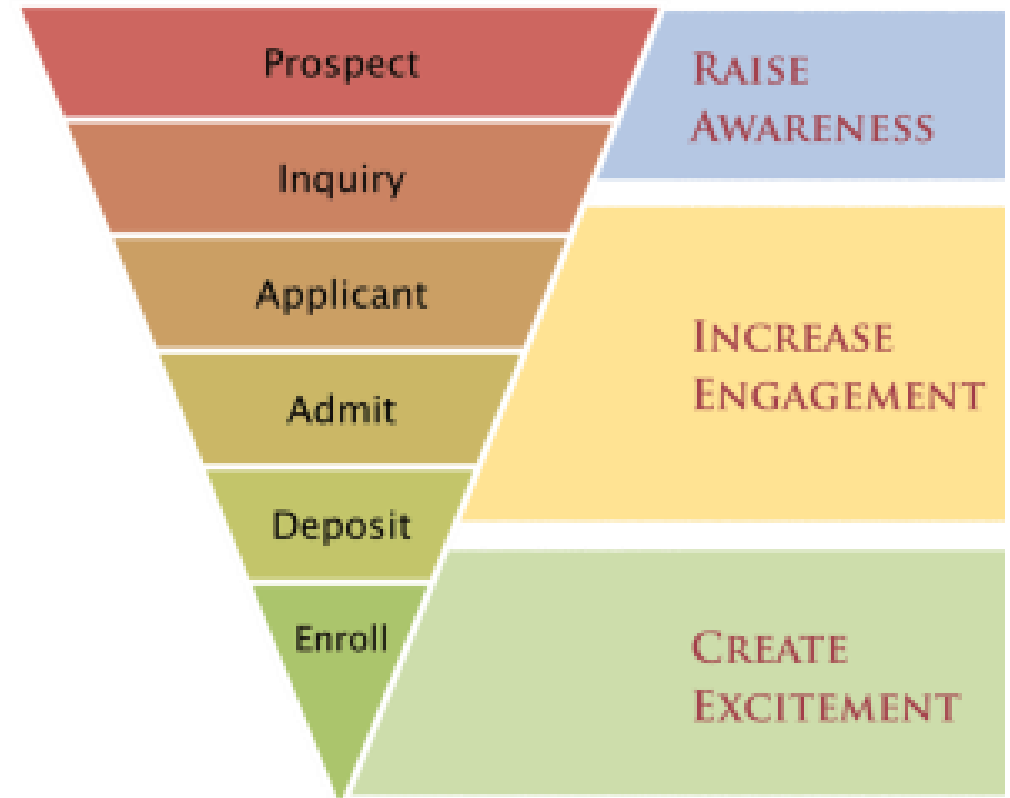 Prospect
Inquiry
Applicant
Admit
Deposit
Enroll
RAISE
AWARENESS
INCREASE
ENGAGEMENT
CREATE
EXCITEMENT